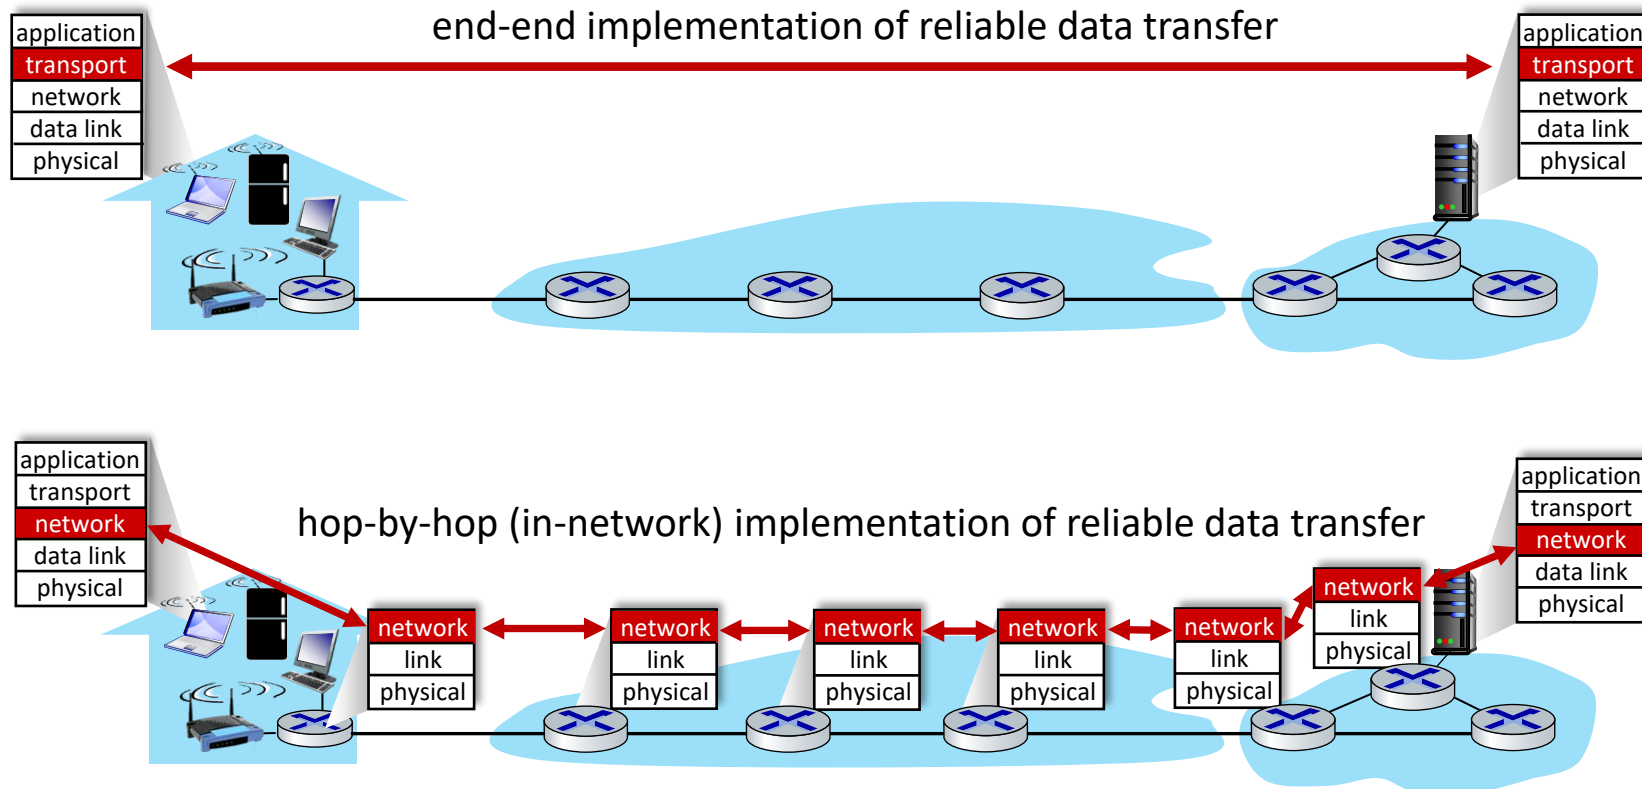 end-end implementation of reliable data transfer
application
transport
network
data link
physical
application
transport
network
data link
physical
hop-by-hop (in-network) implementation of reliable data transfer
application
transport
network
data link
physical
network
link
physical
network
link
physical
network
link
physical
network
link
physical
network
link
physical
network
link
physical
application
transport
network
data link
physical